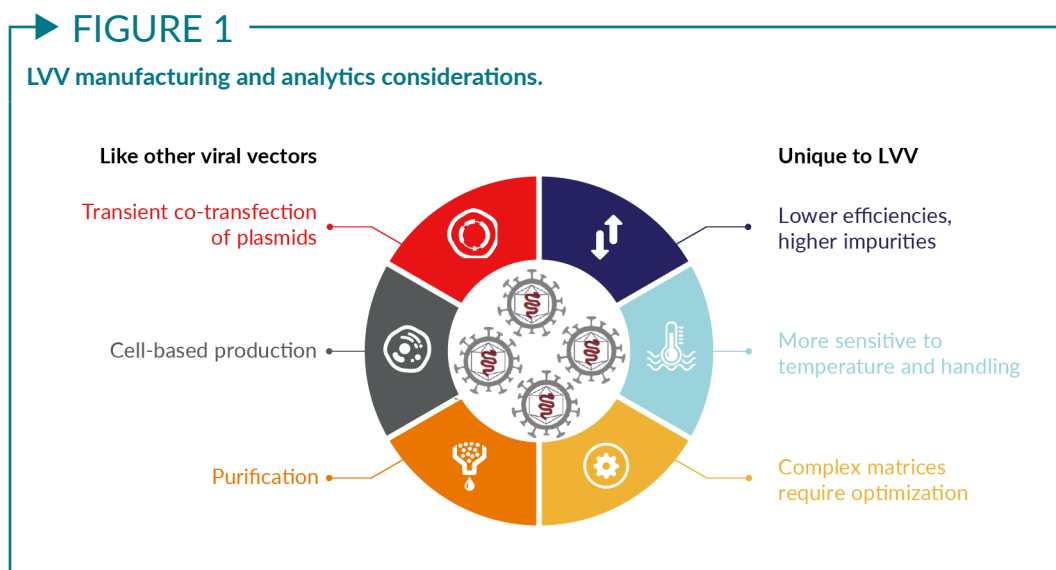 FIGURE 1
LVV manufacturing and analytics considerations.
Like other viral vectors
Transient co-transfection
of plasmids
Cell-based production
Purification
Unique to LVV
Lower efficiencies,
higher impurities
More sensitive to
temperature and handling
Complex matrices
require optimization